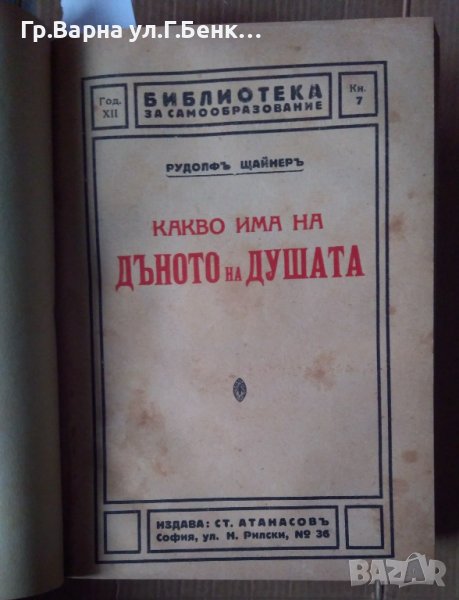 Гр.Варна ул.Г.Бенк...
Год.
XII
БИБЛИОТЕКА
ЗА САМООБРАЗОВАНИЕ
Кн.
7
РУДОЛФЪ ЩАЙНЕРЪ
КАКВО ИМА НА
ДЪНОТО НА ДУШАТА
ИЗДАВА: СТ. АТАНАСОВЪ
София, ул. И. Рилски, № 36
BAZAR